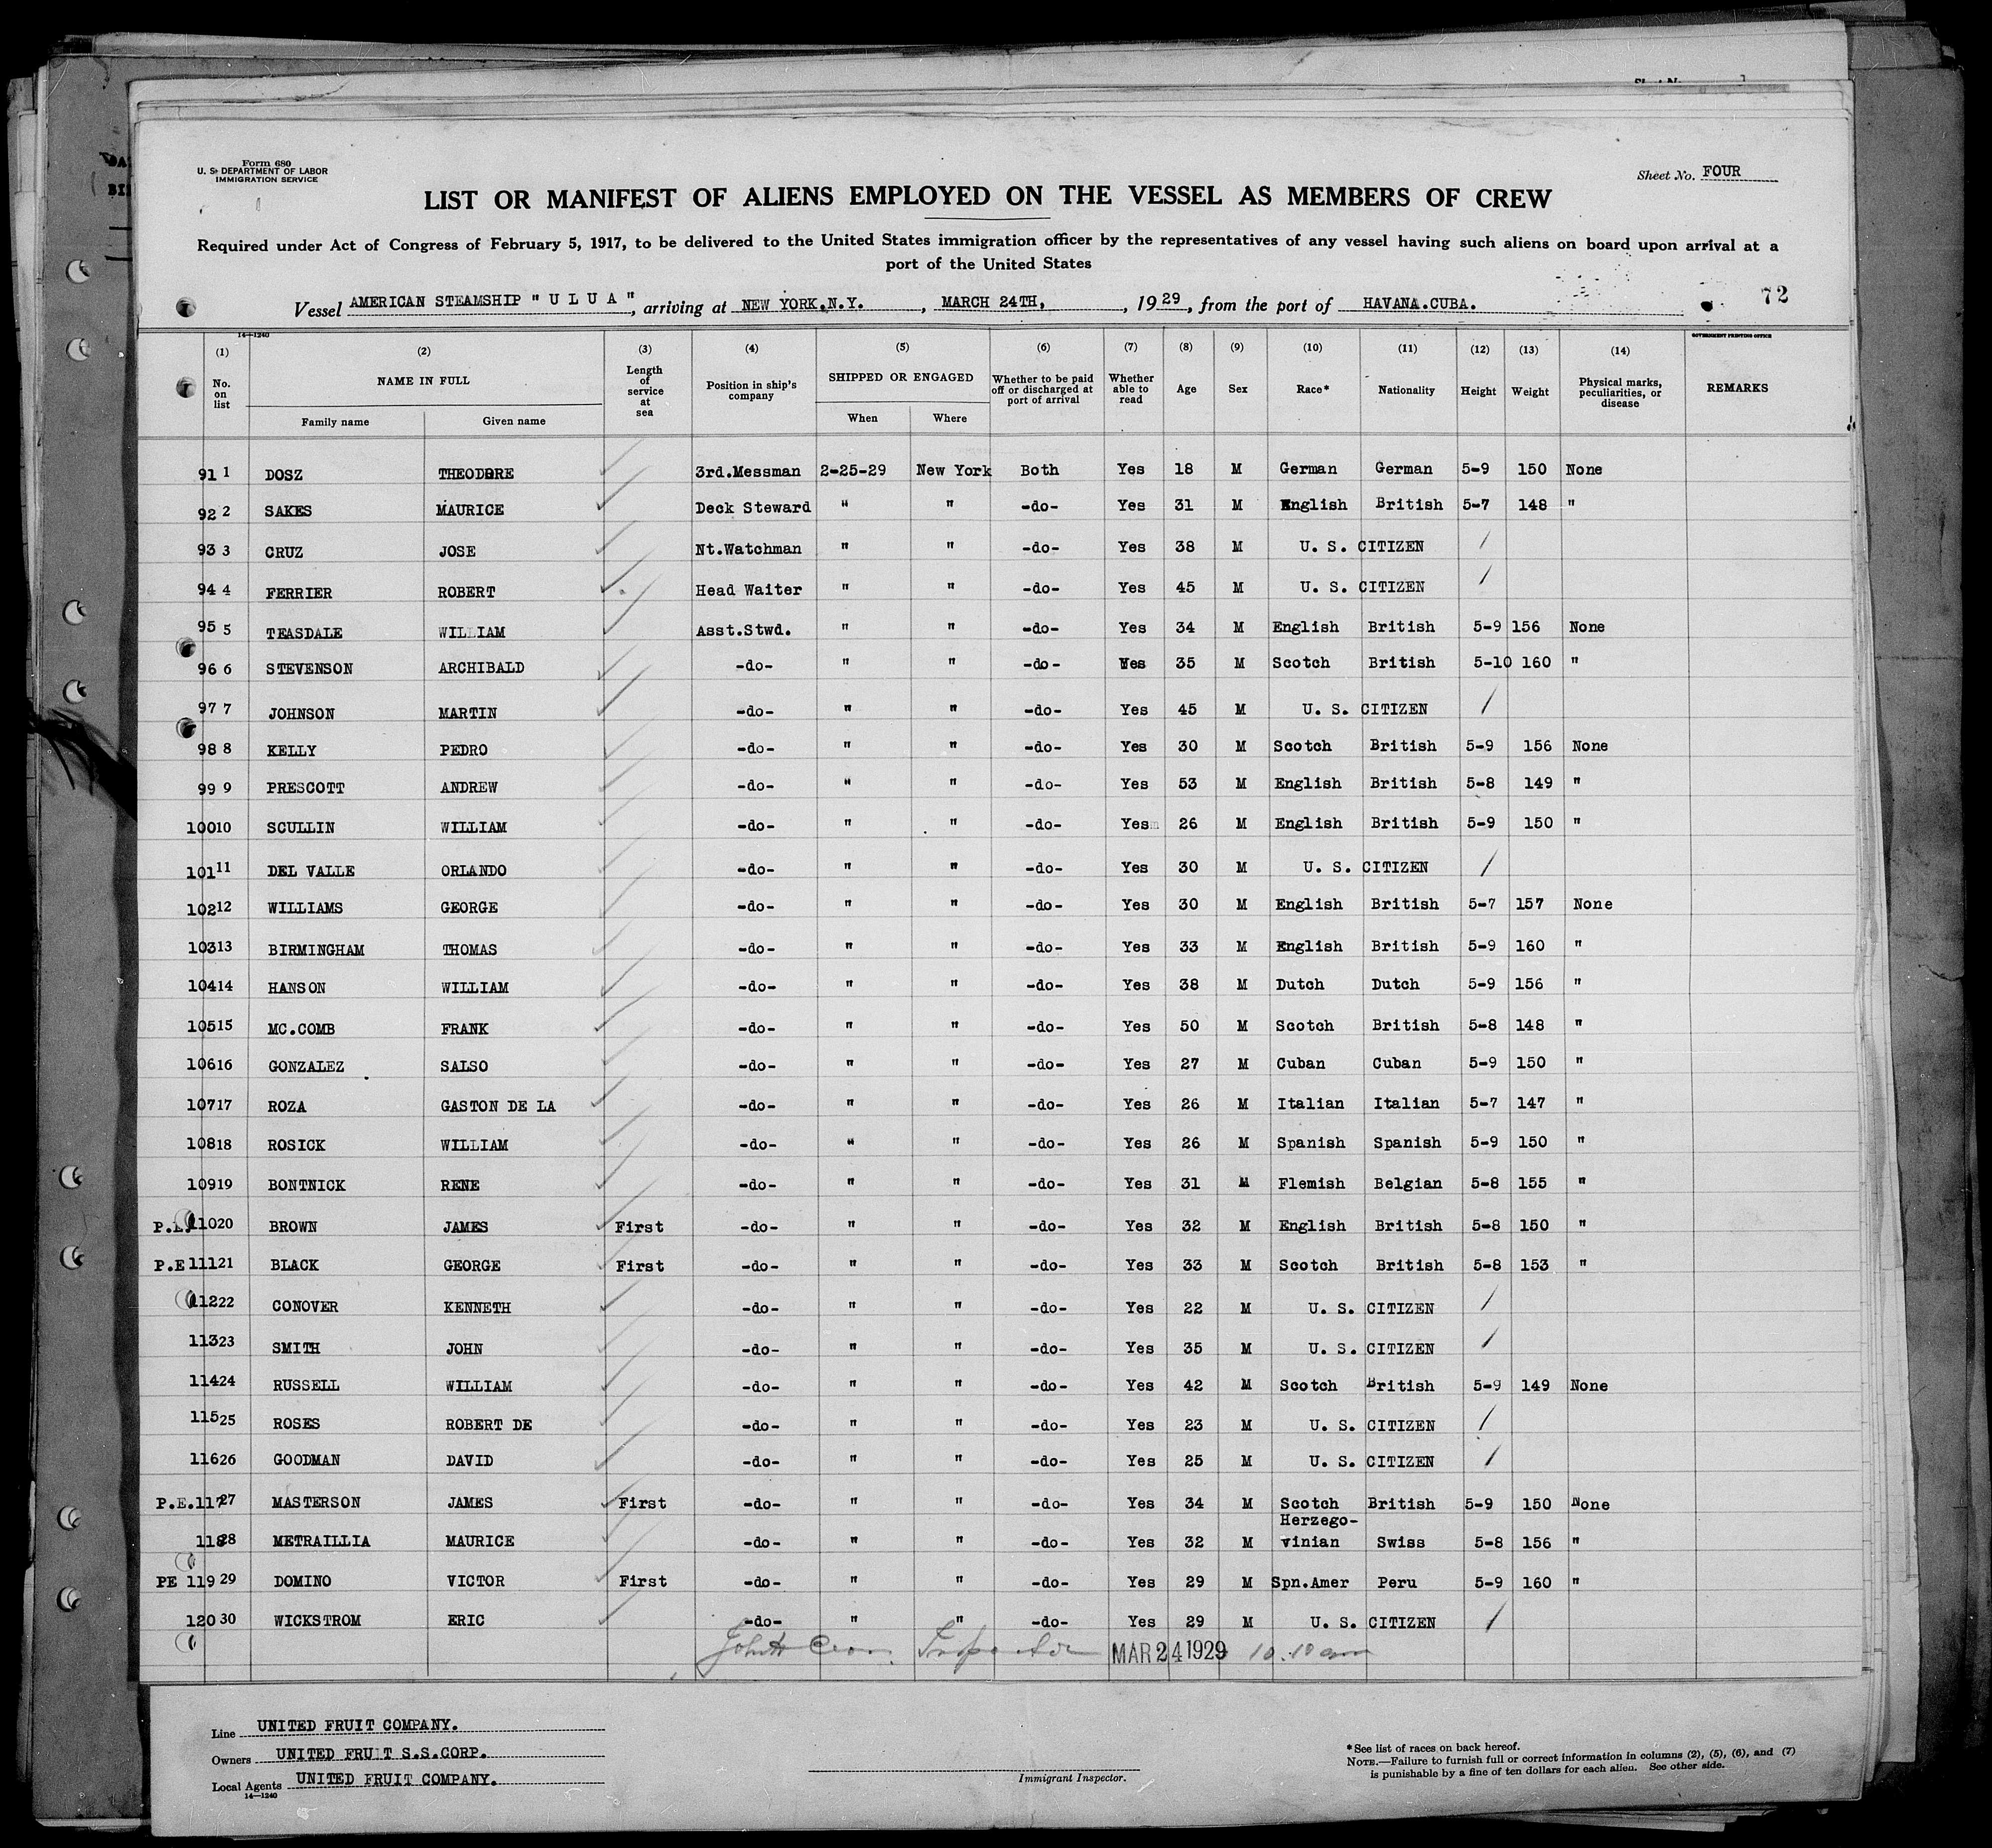 Form 680
U. S. DEPARTMENT OF LABOR
IMMIGRATION SERVICE
Sheet No. FOUR
LIST OR MANIFEST OF ALIENS EMPLOYED ON THE VESSEL AS MEMBERS OF CREW
Required under Act of Congress of February 5, 1917, to be delivered to the United States immigration officer by the representatives of any vessel having such aliens on board upon arrival at a
port of the United States
Vessel AMERICAN STEAMSHIP " U L U A ", arriving at NEW YORK.N.Y., MARCH 24TH, , 19 29, from the port of HAVANA.CUBA. 72
14—1240 GOVERNMENT PRINTING OFFICE
(1) (2) (3) (4) (5) (6) (7) (8) (9) (10) (11) (12) (13) (14)
No. on list NAME IN FULL Family name Given name Length of service at sea Position in ship's company SHIPPED OR ENGAGED When Where Whether to be paid off or discharged at port of arrival Whether able to read Age Sex Race* Nationality Height Weight Physical marks, peculiarities, or disease REMARKS
91 1 DOSZ THEODORE 3rd.Messman 2-25-29 New York Both Yes 18 M German German 5-9 150 None
92 2 SAKES MAURICE Deck Steward " " -do- Yes 31 M English British 5-7 148 "
93 3 CRUZ JOSE Nt.Watchman " " -do- Yes 38 M U. S. CITIZEN
94 4 FERRIER ROBERT Head Waiter " " -do- Yes 45 M U. S. CITIZEN
95 5 TEASDALE WILLIAM Asst.Stwd. " " -do- Yes 34 M English British 5-9 156 None
96 6 STEVENSON ARCHIBALD -do- " " -do- Yes 35 M Scotch British 5-10 160 "
97 7 JOHNSON MARTIN -do- " " -do- Yes 45 M U. S. CITIZEN
98 8 KELLY PEDRO -do- " " -do- Yes 30 M Scotch British 5-9 156 None
99 9 PRESCOTT ANDREW -do- " " -do- Yes 53 M English British 5-8 149 "
100 10 SCULLIN WILLIAM -do- " " -do- Yes 26 M English British 5-9 150 "
101 11 DEL VALLE ORLANDO -do- " " -do- Yes 30 M U. S. CITIZEN
102 12 WILLIAMS GEORGE -do- " " -do- Yes 30 M English British 5-7 157 None
103 13 BIRMINGHAM THOMAS -do- " " -do- Yes 33 M English British 5-9 160 "
104 14 HANSON WILLIAM -do- " " -do- Yes 38 M Dutch Dutch 5-9 156 "
105 15 MC.COMB FRANK -do- " " -do- Yes 50 M Scotch British 5-8 148 "
106 16 GONZALEZ SALSO -do- " " -do- Yes 27 M Cuban Cuban 5-9 150 "
107 17 ROZA GASTON DE LA -do- " " -do- Yes 26 M Italian Italian 5-7 147 "
108 18 ROSICK WILLIAM -do- " " -do- Yes 26 M Spanish Spanish 5-9 150 "
109 19 BONTNICK RENE -do- " " -do- Yes 31 M Flemish Belgian 5-8 155 "
P.E. 110 20 BROWN JAMES First -do- " " -do- Yes 32 M English British 5-8 150 "
P.E 111 21 BLACK GEORGE First -do- " " -do- Yes 33 M Scotch British 5-8 153 "
112 22 CONOVER KENNETH -do- " " -do- Yes 22 M U. S. CITIZEN
113 23 SMITH JOHN -do- " " -do- Yes 35 M U. S. CITIZEN
114 24 RUSSELL WILLIAM -do- " " -do- Yes 42 M Scotch British 5-9 149 None
115 25 ROSES ROBERT DE -do- " " -do- Yes 23 M U. S. CITIZEN
116 26 GOODMAN DAVID -do- " " -do- Yes 25 M U. S. CITIZEN
P.E. 117 27 MASTERSON JAMES First -do- " " -do- Yes 34 M Scotch British 5-9 150 None
118 28 METRAILLIA MAURICE -do- " " -do- Yes 32 M Herzego-vinian Swiss 5-8 156 "
PE 119 29 DOMINO VICTOR First -do- " " -do- Yes 29 M Spn.Amer Peru 5-9 160 "
120 30 WICKSTROM ERIC -do- " " -do- Yes 29 M U. S. CITIZEN
Inspector MAR 24 1929 10.10 am
Line UNITED FRUIT COMPANY.
Owners UNITED FRUIT S.S.CORP.
Local Agents UNITED FRUIT COMPANY.
14—1240
Immigrant Inspector.
*See list of races on back hereof.
NOTE.—Failure to furnish full or correct information in columns (2), (5), (6), and (7)
is punishable by a fine of ten dollars for each alien. See other side.